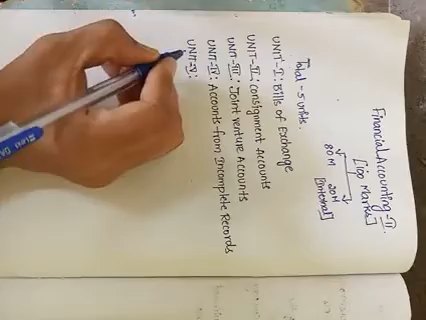 Financial Accounting-II.
[100 Marks]
80 M
20 M
[Internal]
Total - 5 units.
UNIT-I: Bills of Exchange
UNIT-II: Consignment Accounts
UNIT-III: Joint venture Accounts
UNIT-IV: Accounts from Incomplete Records
UNIT-V: